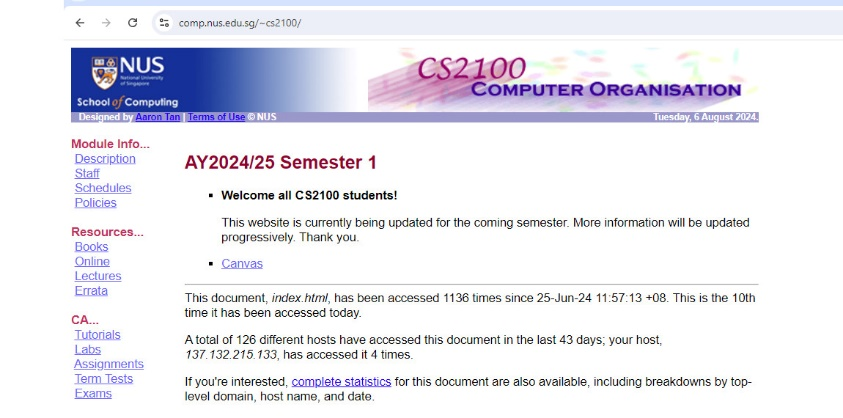 comp.nus.edu.sg/~cs2100/
NUS
National University
of Singapore
School of Computing
CS2100
COMPUTER ORGANISATION
Designed by Aaron Tan | Terms of Use © NUS
Tuesday, 6 August 2024.
Module Info...
Description
Staff
Schedules
Policies
Resources...
Books
Online
Lectures
Errata
CA...
Tutorials
Labs
Assignments
Term Tests
Exams
AY2024/25 Semester 1
Welcome all CS2100 students!
This website is currently being updated for the coming semester. More information will be updated
progressively. Thank you.
Canvas
This document, index.html, has been accessed 1136 times since 25-Jun-24 11:57:13 +08. This is the 10th
time it has been accessed today.
A total of 126 different hosts have accessed this document in the last 43 days; your host,
137.132.215.133, has accessed it 4 times.
If you're interested, complete statistics for this document are also available, including breakdowns by top-
level domain, host name, and date.